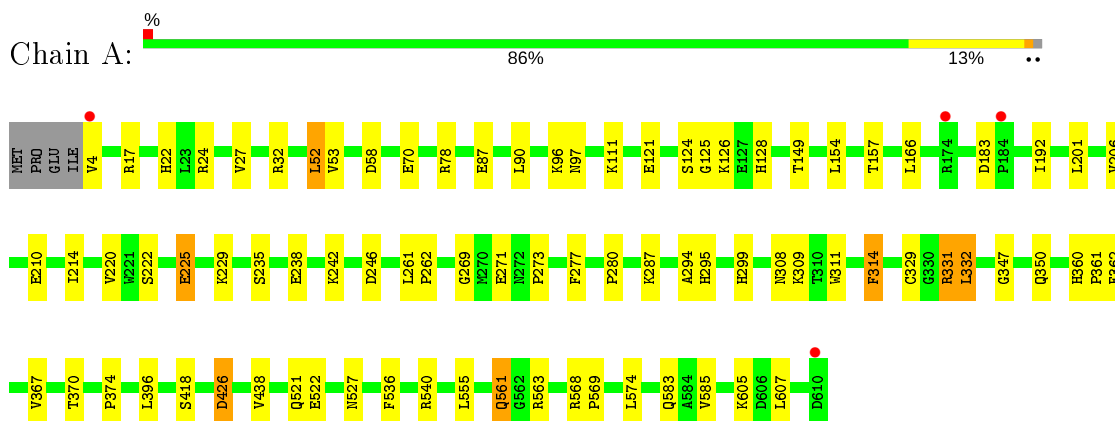 %
Chain A:
86% 13% ••
MET PRO GLU ILE V4 R17 H22 L23 R24 V27 R32 L52 V53 D58 E70 R78 E87 L90 K96 N97 K111 E121 S124 G125 K126 E127 H128 T149 L154 T157 L166 R174 D183 P184 I192 L201
E210 I214 V220 W221 S222 E225 K229 S235 E238 K242 D246 L261 P262 G269 M270 E271 N272 P273 F277 P280 K287 A294 H295 H299 N308 K309 T310 W311 F314 C329 G330 R331 L332 G347 Q350 H360 P361
V367 T370 P374 L396 S418 D426 V438 Q521 E522 N527 F536 R540 L555 Q561 G562 R563 R568 P569 L574 Q583 A584 V585 K605 D606 L607 D610